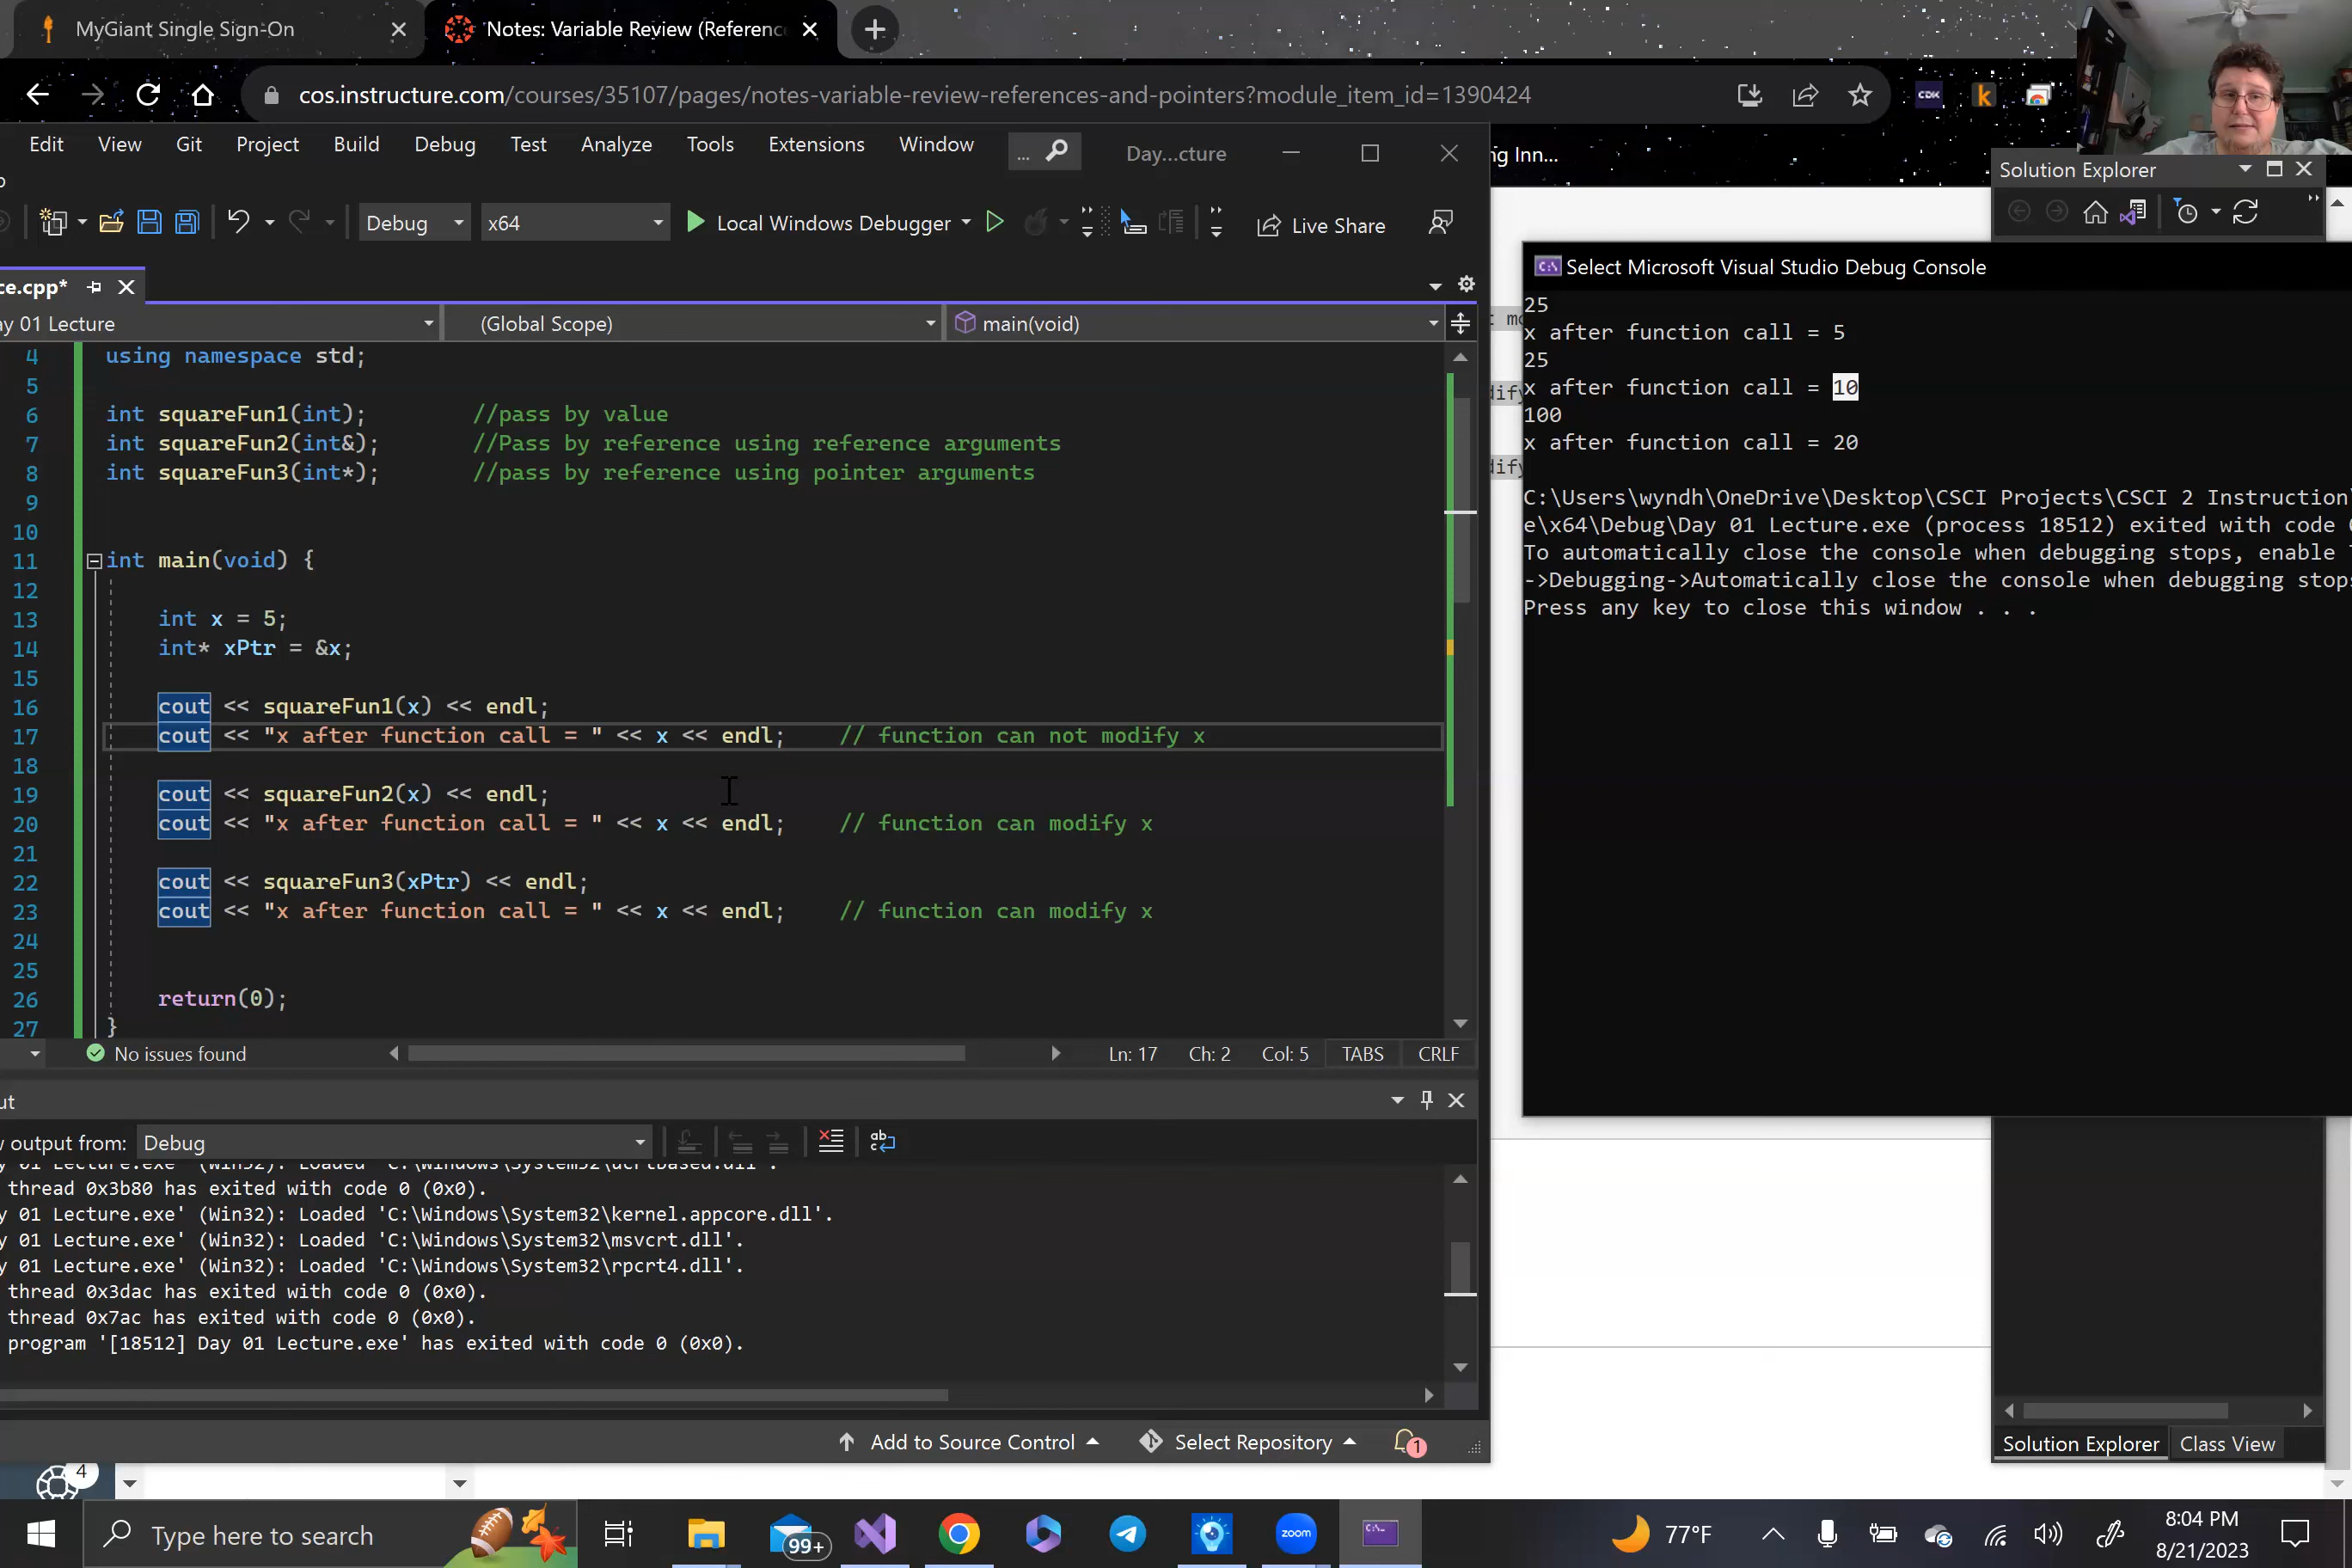 MyGiant Single Sign-On
'Notes: Variable Review (Referenc
cos.instructure.com/courses/35107/pages/notes-variable-review-references-and-pointers?module_item_id=1390424
CDK
k
Edit View Git Project Build Debug Test Analyze Extensions Window ... Day...cture
ng Inn...
Solution Explorer
Debug x64 Local Windows Debugger Live Share
ce.cpp*
y 01 Lecture (Global Scope) main(void)
4 using namespace std;
5
6 int squareFun1(int); //pass by value
7 int squareFun2(int&); //Pass by reference using reference arguments
8 int squareFun3(int*); //pass by reference using pointer arguments
9
10
11 int main(void) {
12
13 int x = 5;
14 int* xPtr = &x;
15
16 cout << squareFun1(x) << endl;
17 cout << "x after function call = " << x << endl; // function can not modify x
18
19 cout << squareFun2(x) << endl;
20 cout << "x after function call = " << x << endl; // function can modify x
21
22 cout << squareFun3(xPtr) << endl;
23 cout << "x after function call = " << x << endl; // function can modify x
24
25
26 return(0);
27 }
No issues found Ln: 17 Ch: 2 Col: 5 TABS CRLF
Select Microsoft Visual Studio Debug Console
25
x after function call = 5
25
x after function call = 10
100
x after function call = 20
C:\Users\wyndh\OneDrive\Desktop\CSCI Projects\CSCI 2 Instruction\
e\x64\Debug\Day 01 Lecture.exe (process 18512) exited with code
To automatically close the console when debugging stops, enable
->Debugging->Automatically close the console when debugging stops
Press any key to close this window . . .
ut
w output from: Debug
y 01 Lecture.exe' (Win32): Loaded 'C:\Windows\System32\ucrtbased.dll'.
thread 0x3b80 has exited with code 0 (0x0).
y 01 Lecture.exe' (Win32): Loaded 'C:\Windows\System32\kernel.appcore.dll'.
y 01 Lecture.exe' (Win32): Loaded 'C:\Windows\System32\msvcrt.dll'.
y 01 Lecture.exe' (Win32): Loaded 'C:\Windows\System32\rpcrt4.dll'.
thread 0x3dac has exited with code 0 (0x0).
thread 0x7ac has exited with code 0 (0x0).
program '[18512] Day 01 Lecture.exe' has exited with code 0 (0x0).
Add to Source Control Select Repository 1
Solution Explorer Class View
4
Type here to search
99+
zoom
77°F
8:04 PM
8/21/2023